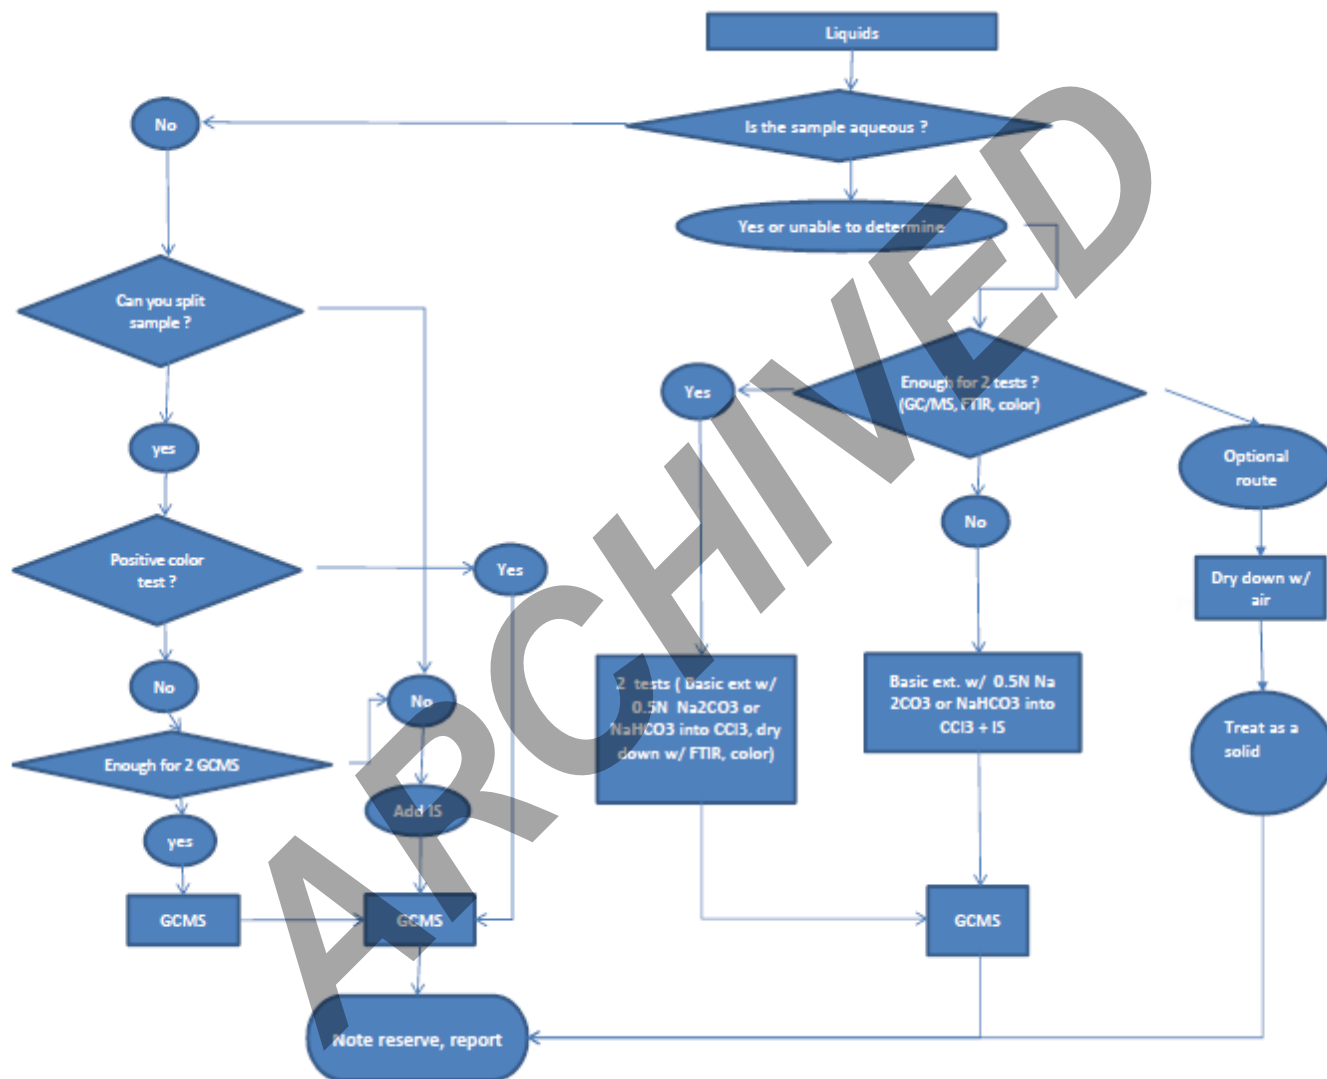 Liquids
Is the sample aqueous ?
No
Yes or unable to determine
Can you split
sample ?
Enough for 2 tests ?
(GC/MS, FTIR, color)
Yes
Optional
route
yes
No
Positive color
test ?
Yes
Dry down w/
air
No
No
2 tests ( Basic ext w/
0.5N Na2CO3 or
NaHCO3 into CCl3, dry
down w/ FTIR, color)
Basic ext. w/ 0.5N Na
2CO3 or NaHCO3 into
CCl3 + IS
Treat as a
solid
Enough for 2 GCMS
Add IS
yes
GCMS
GCMS
GCMS
Note reserve, report
ARCHIVED